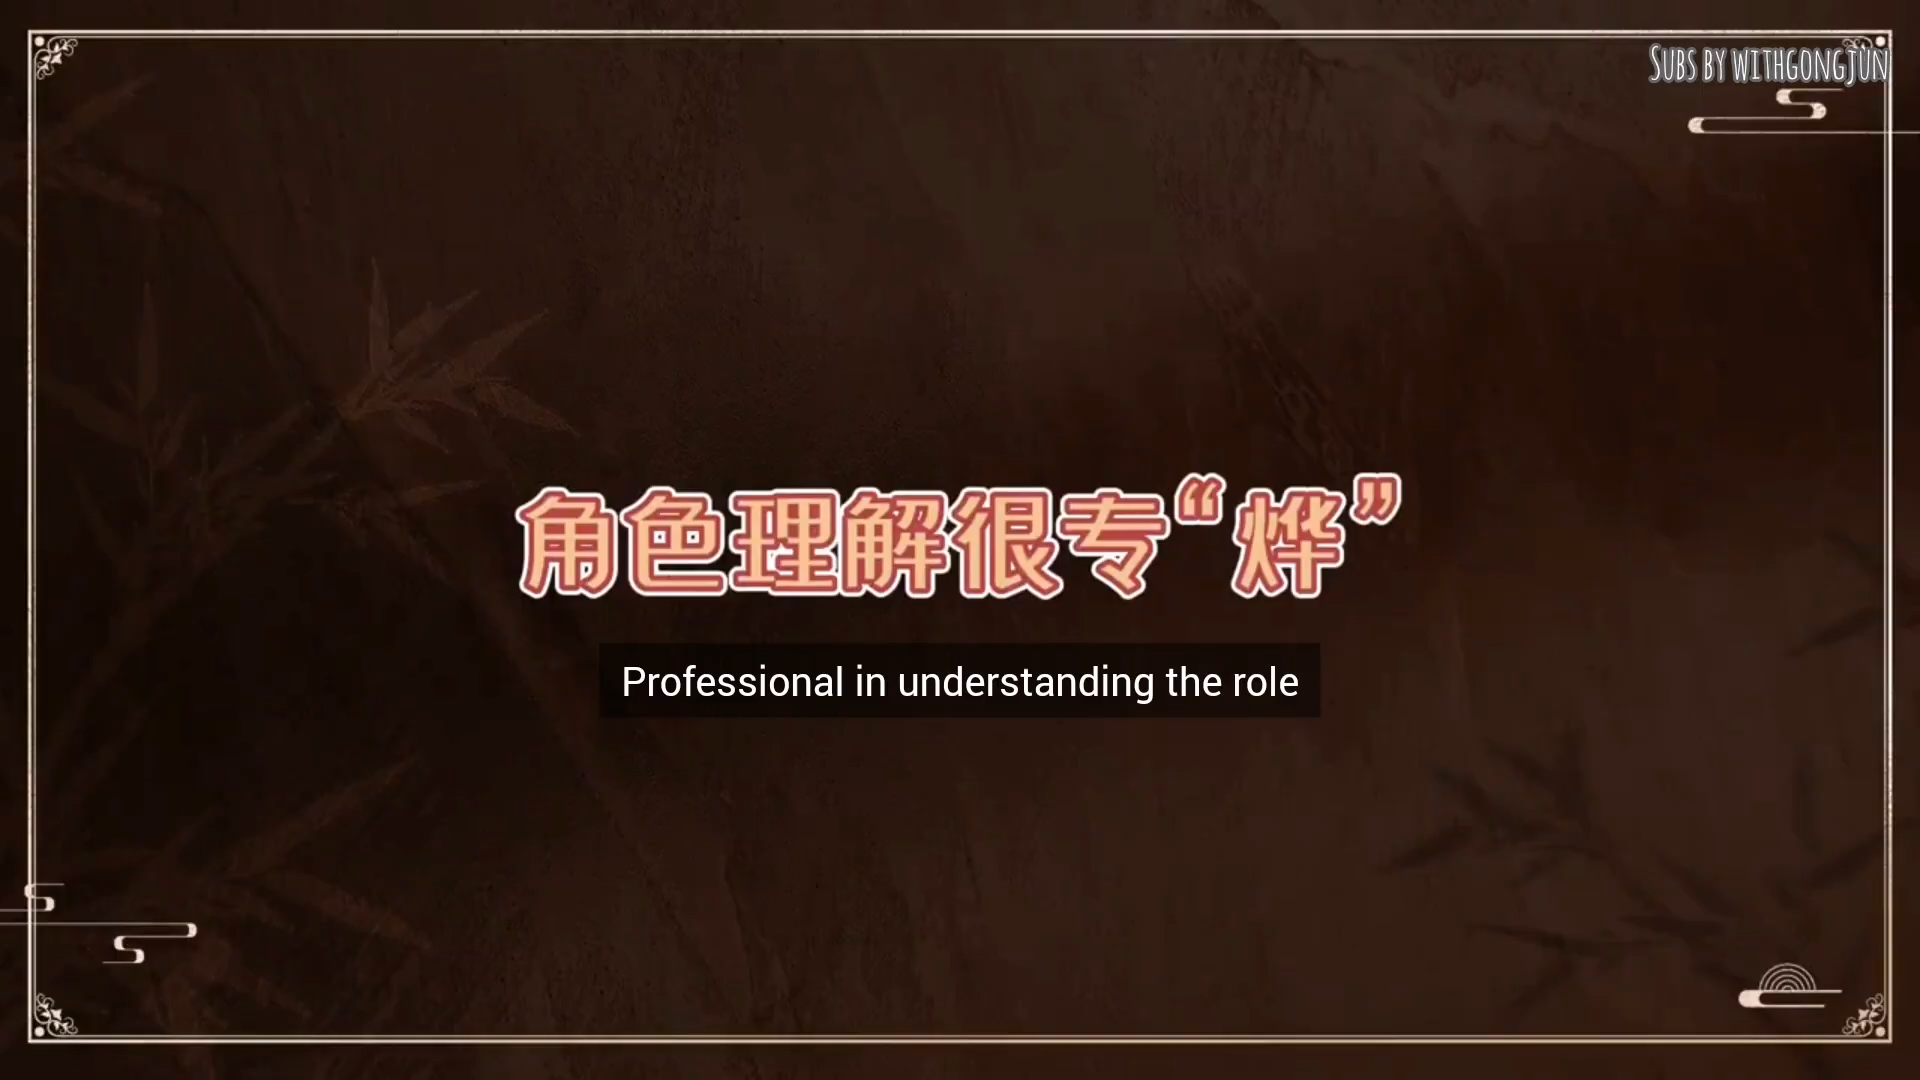 SUBS BY WITHGONGJUN
角色理解很专“烨”
Professional in understanding the role